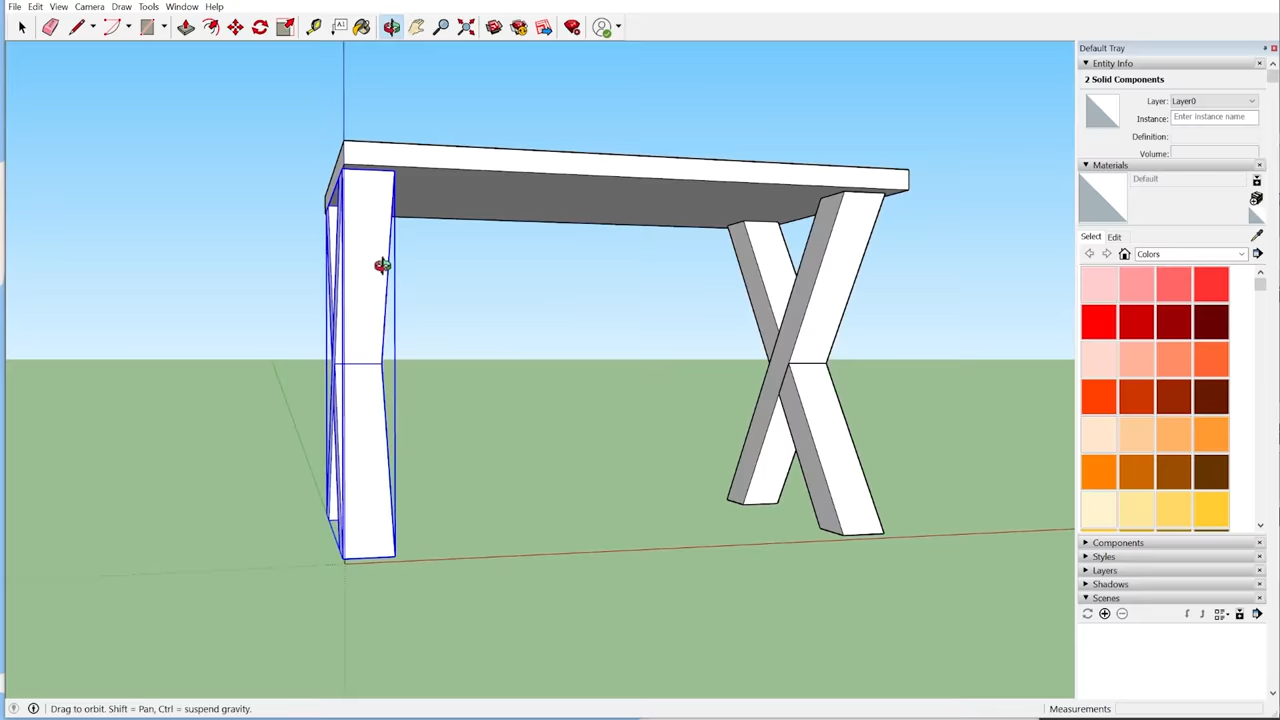 File Edit View Camera Draw Tools Window Help
A1
Default Tray
Entity Info
2 Solid Components
Layer: Layer0
Instance: Enter Instance name
Definition:
Volume:
Materials
Default
Select Edit
Colors
Components
Styles
Layers
Shadows
Scenes
Drag to orbit. Shift = Pan, Ctrl = suspend gravity.
Measurements